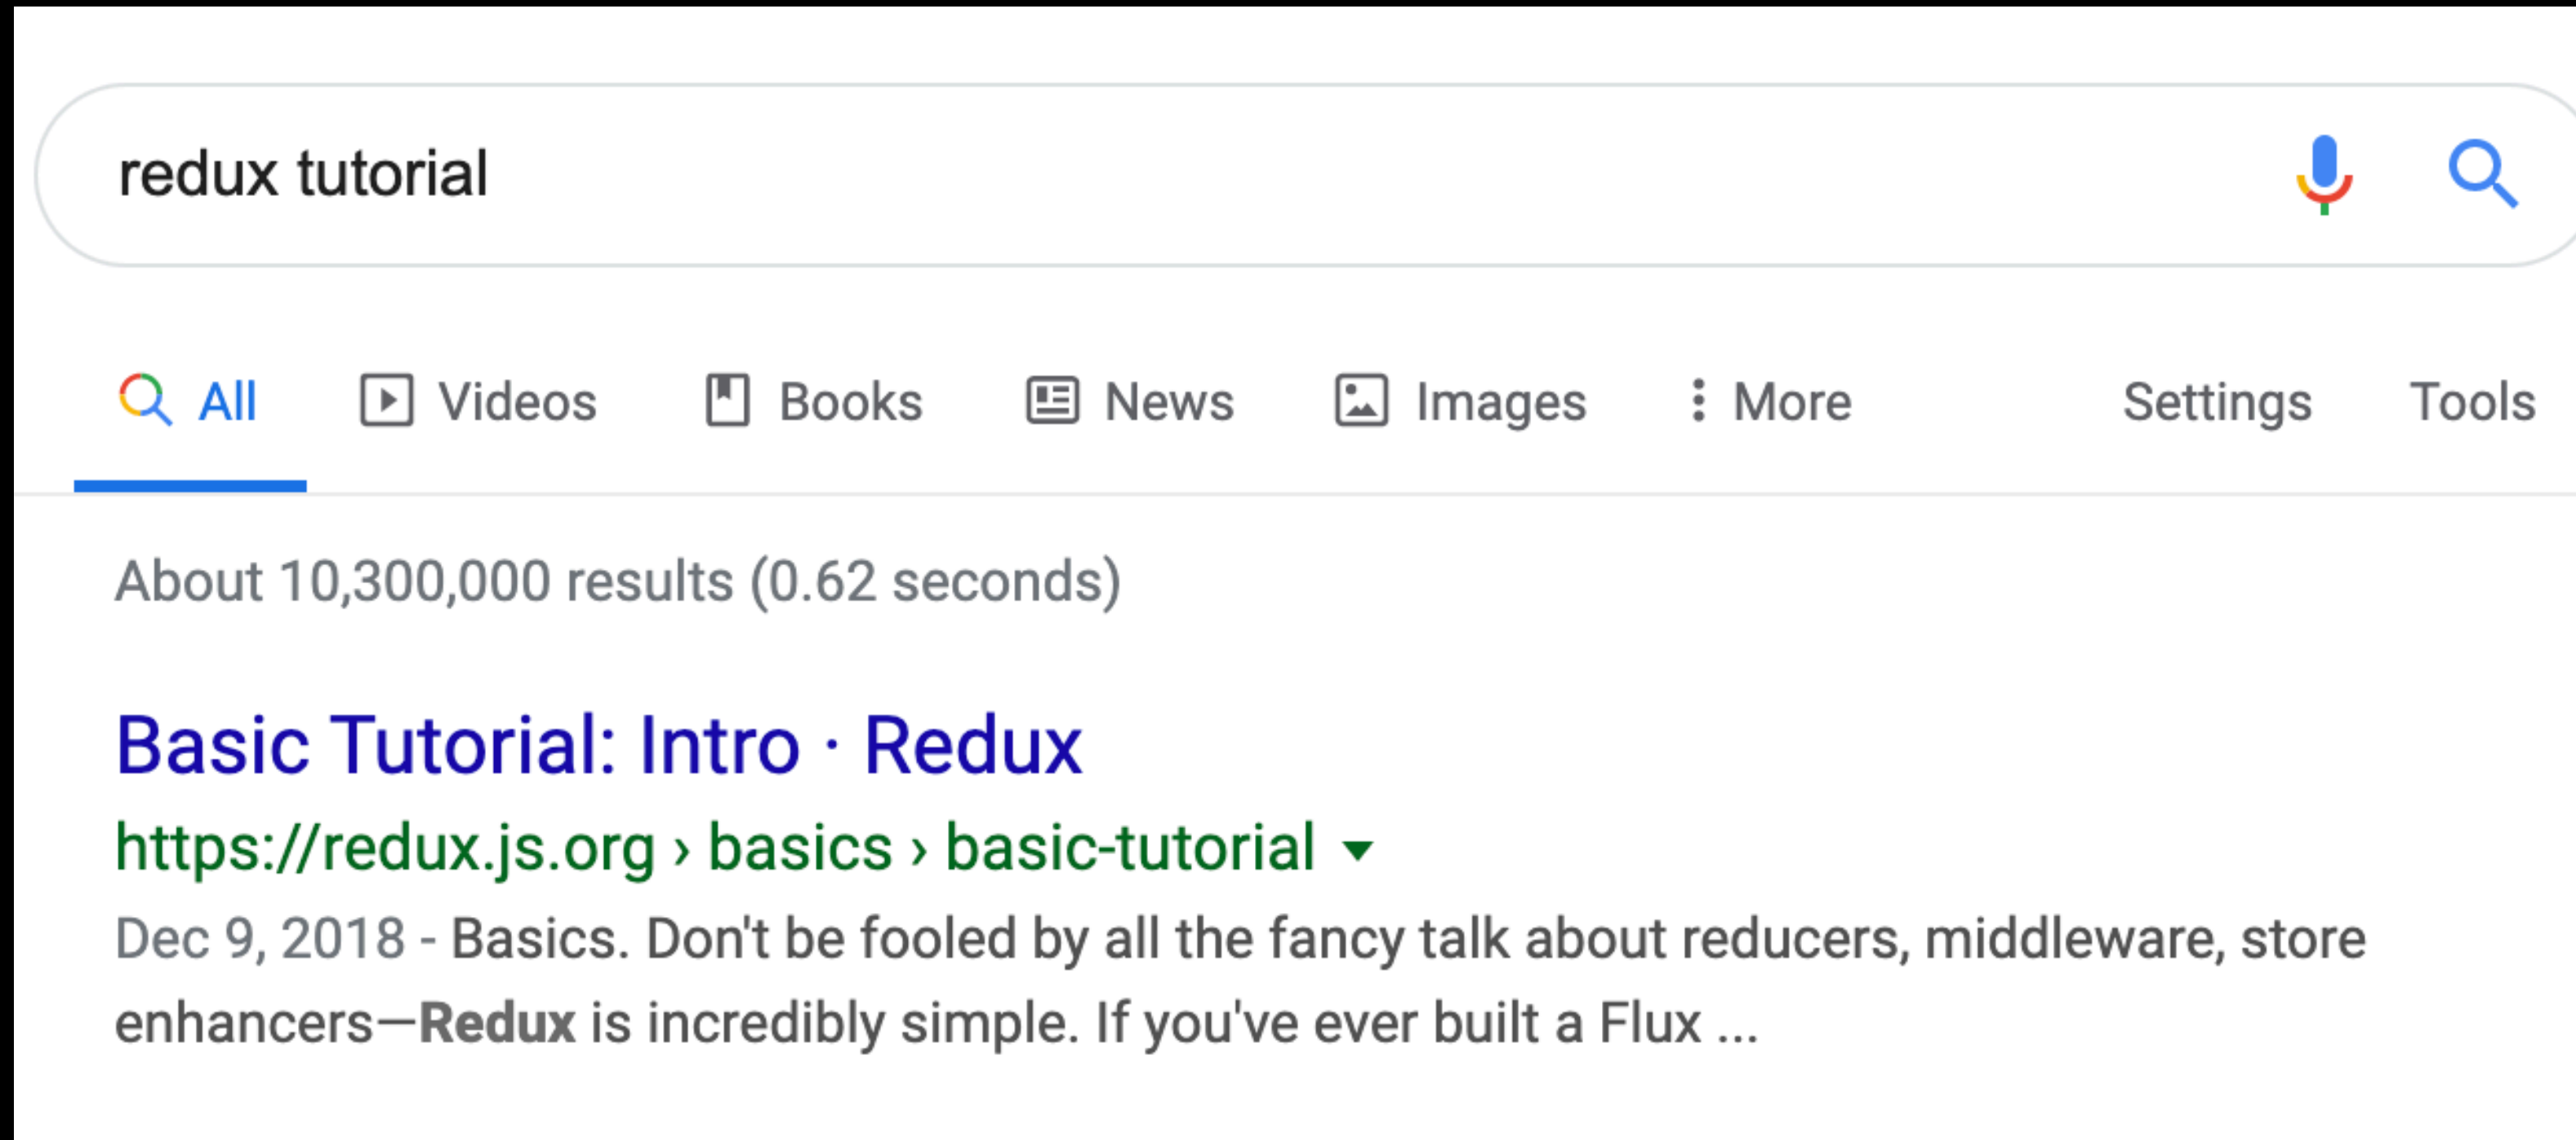 redux tutorial
All Videos Books News Images More Settings Tools
About 10,300,000 results (0.62 seconds)
Basic Tutorial: Intro · Redux
https://redux.js.org › basics › basic-tutorial
Dec 9, 2018 - Basics. Don't be fooled by all the fancy talk about reducers, middleware, store
enhancers—Redux is incredibly simple. If you've ever built a Flux ...